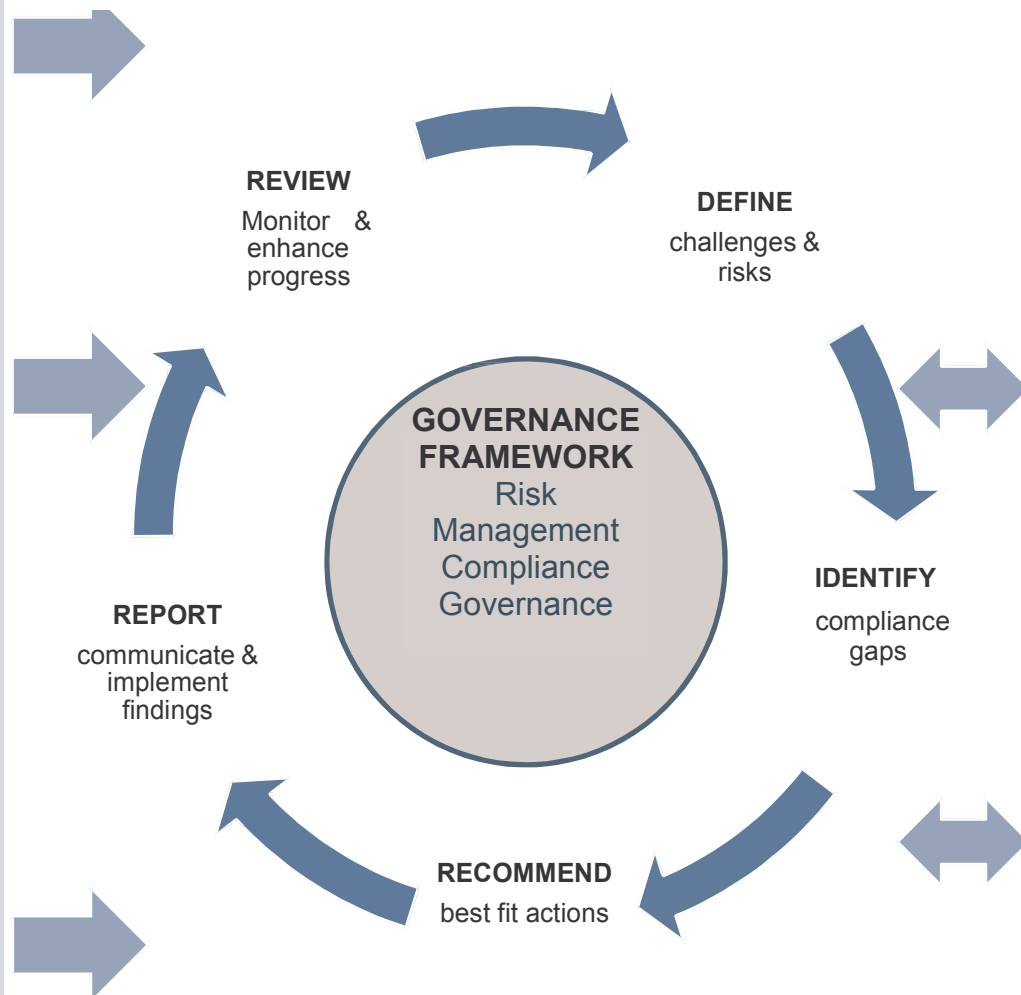 REVIEW
Monitor &
enhance
progress
DEFINE
challenges &
risks
GOVERNANCE
FRAMEWORK
Risk
Management
Compliance
Governance
IDENTIFY
compliance
gaps
REPORT
communicate &
implement
findings
RECOMMEND
best fit actions